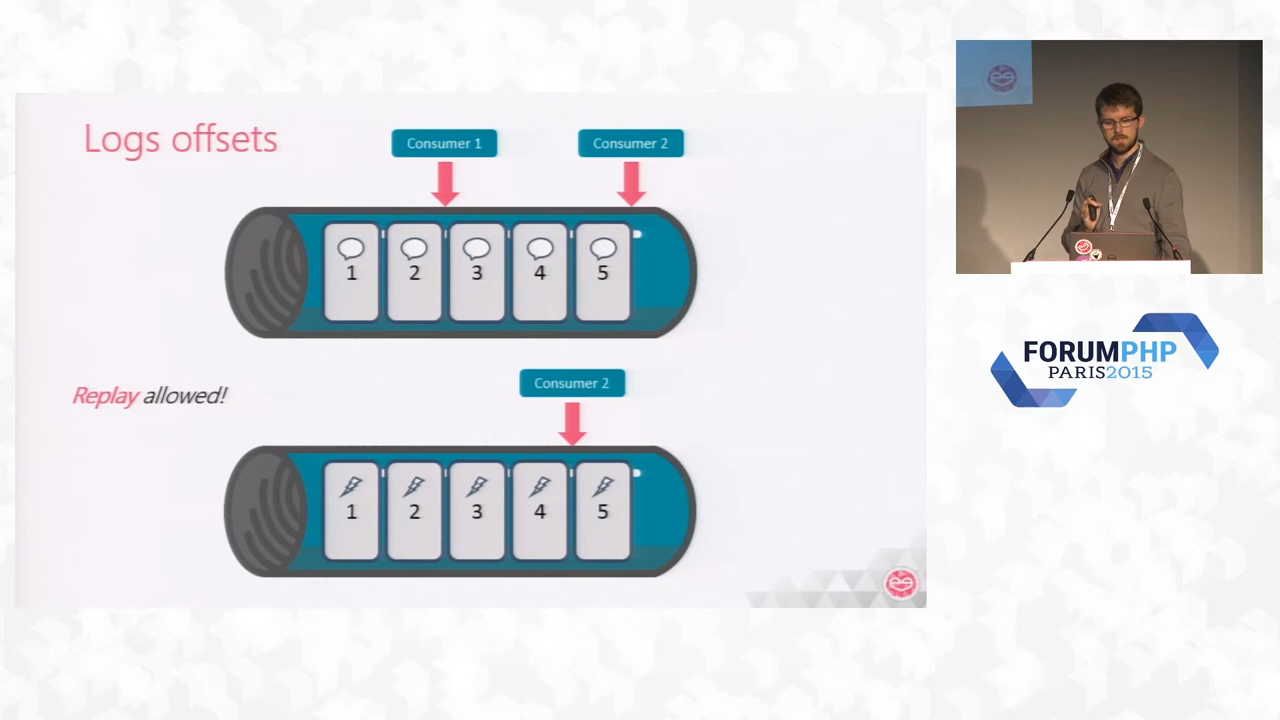 Logs offsets
Consumer 1
Consumer 2
1
2
3
4
5
Replay allowed!
Consumer 2
1
2
3
4
5
FORUMPHP
PARIS2015